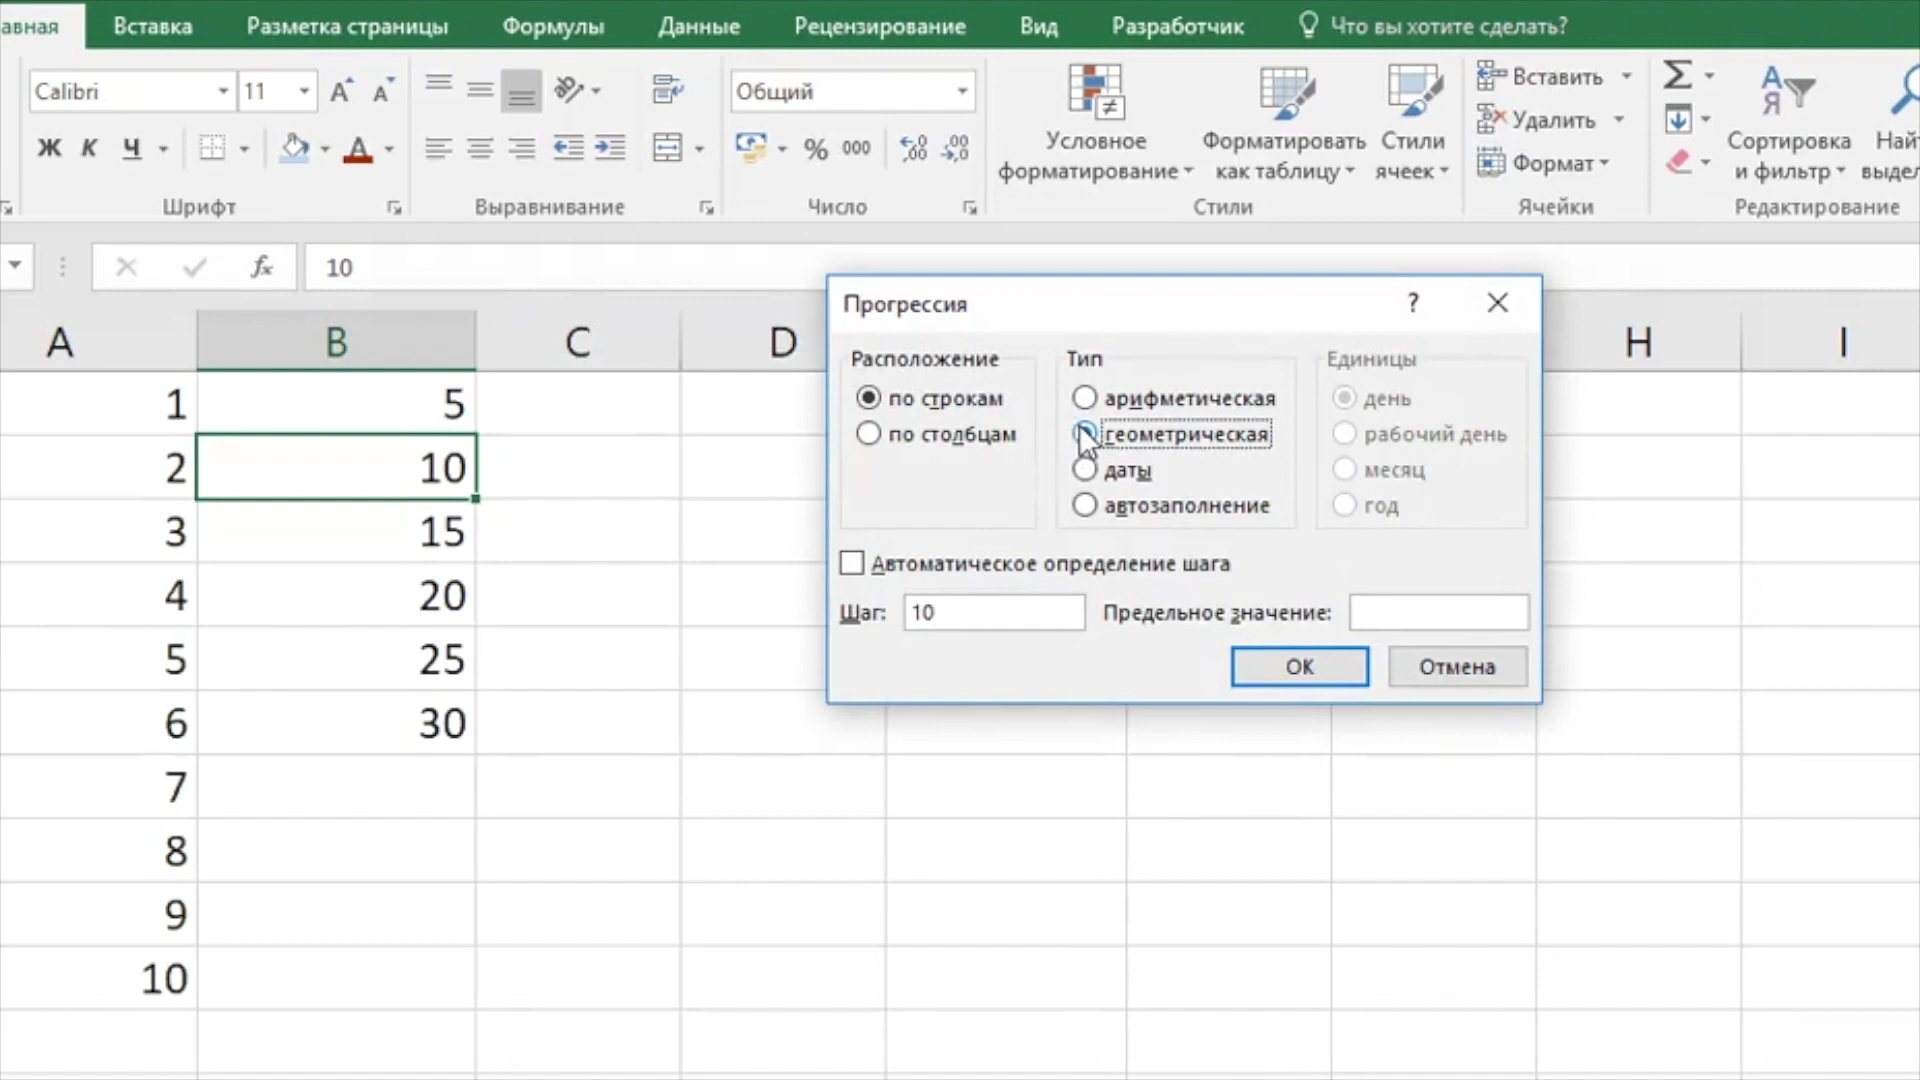 авная Вставка Разметка страницы Формулы Данные Рецензирование Вид Разработчик Что вы хотите сделать?
Calibri 11 Общий
Ж К Ч % 000
Условное форматирование
Форматировать как таблицу
Стили ячеек
Вставить
Удалить
Формат
Сортировка и фильтр
Най
выдел
Шрифт Выравнивание Число Стили Ячейки Редактирование
fx 10
A B C D H I
1 5
2 10
3 15
4 20
5 25
6 30
7
8
9
10
Прогрессия ?
Расположение
по строкам
по столбцам
Тип
арифметическая
геометрическая
даты
автозаполнение
Единицы
день
рабочий день
месяц
год
Автоматическое определение шага
Шаг: 10 Предельное значение:
ОК Отмена